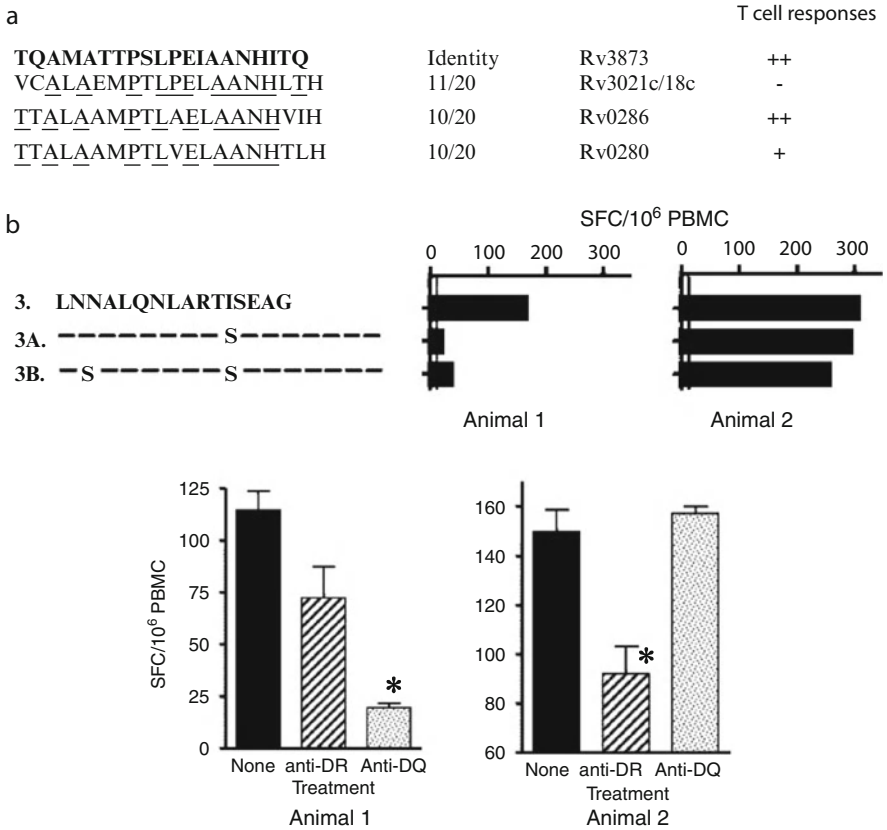 a
T cell responses
TQAMATTPSLPEIAANHITQ Identity Rv3873 ++
VCALAEMPTLPELAANHLTH 11/20 Rv3021c/18c -
TTALAAMPTLAELAANHVIH 10/20 Rv0286 ++
TTALAAMPTLVELAANHTLH 10/20 Rv0280 +
b
SFC/10⁶ PBMC
0 100 200 300 0 100 200 300
3. LNNALQNLARTISEAG
3A. – – – – – – – – – – S – – – – – – – – –
3B. – S – – – – – – – – S – – – – – – – – –
Animal 1 Animal 2
SFC/10⁶ PBMC
125
100
75
50
25
0
*
None anti-DR Anti-DQ
Treatment
Animal 1
160
140
120
100
80
60
*
None anti-DR Anti-DQ
Treatment
Animal 2